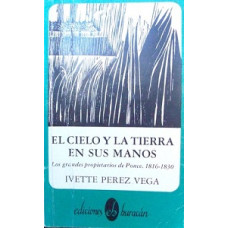 EL CIELO Y LA TIERRA
EN SUS MANOS
Los grandes propietarios de Ponce, 1816-1830
IVETTE PEREZ VEGA
ediciones huracán